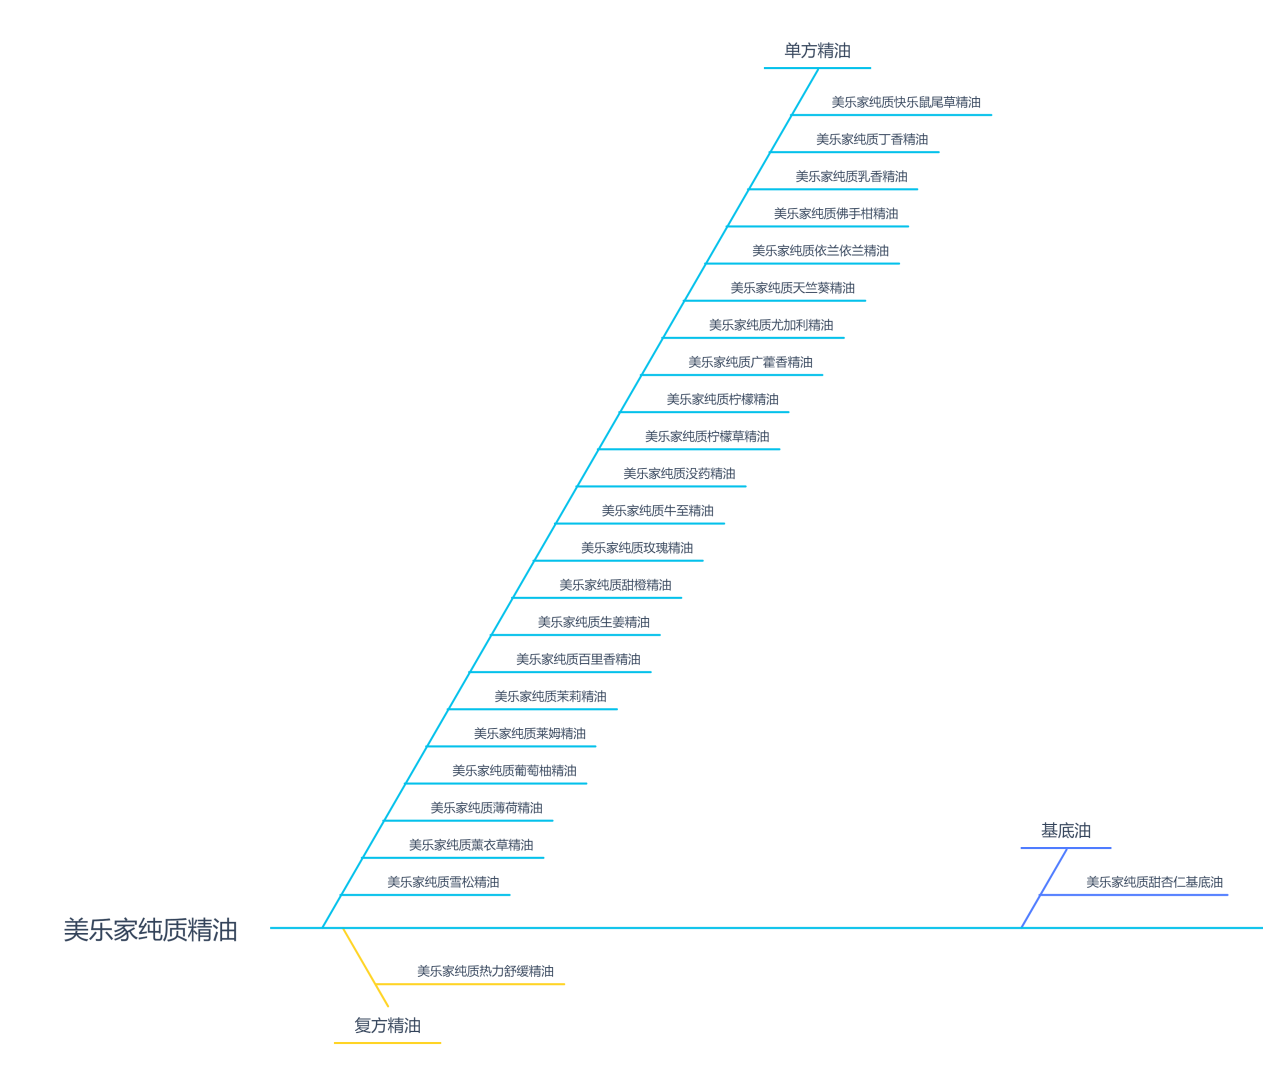 单方精油
美乐家纯质快乐鼠尾草精油
美乐家纯质丁香精油
美乐家纯质乳香精油
美乐家纯质佛手柑精油
美乐家纯质依兰依兰精油
美乐家纯质天竺葵精油
美乐家纯质尤加利精油
美乐家纯质广藿香精油
美乐家纯质柠檬精油
美乐家纯质柠檬草精油
美乐家纯质没药精油
美乐家纯质牛至精油
美乐家纯质玫瑰精油
美乐家纯质甜橙精油
美乐家纯质生姜精油
美乐家纯质百里香精油
美乐家纯质茉莉精油
美乐家纯质莱姆精油
美乐家纯质葡萄柚精油
美乐家纯质薄荷精油
美乐家纯质薰衣草精油
美乐家纯质雪松精油
基底油
美乐家纯质甜杏仁基底油
美乐家纯质精油
美乐家纯质热力舒缓精油
复方精油